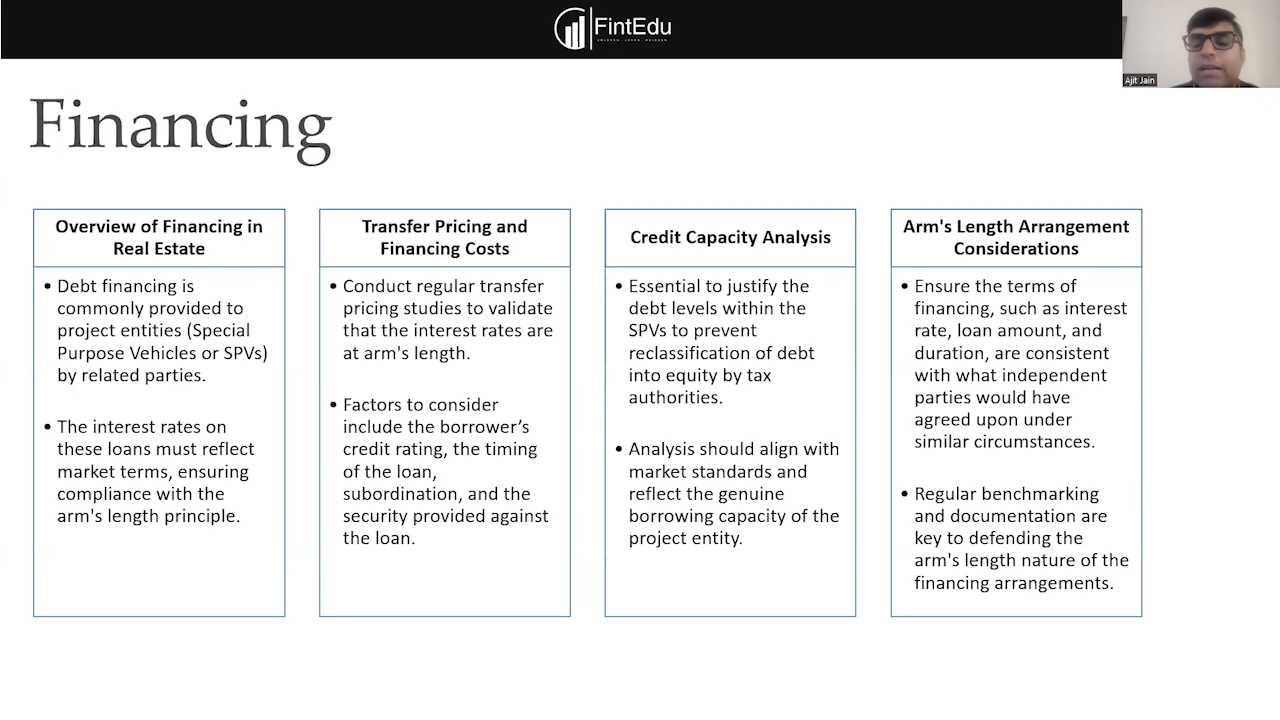 FintEdu
UNLEARN. LEARN. RELEARN
Ajit Jain
Financing
Overview of Financing in
Real Estate
• Debt financing is
commonly provided to
project entities (Special
Purpose Vehicles or SPVs)
by related parties.
• The interest rates on
these loans must reflect
market terms, ensuring
compliance with the
arm's length principle.
Transfer Pricing and
Financing Costs
• Conduct regular transfer
pricing studies to validate
that the interest rates are
at arm's length.
• Factors to consider
include the borrower’s
credit rating, the timing
of the loan,
subordination, and the
security provided against
the loan.
Credit Capacity Analysis
• Essential to justify the
debt levels within the
SPVs to prevent
reclassification of debt
into equity by tax
authorities.
• Analysis should align with
market standards and
reflect the genuine
borrowing capacity of the
project entity.
Arm's Length Arrangement
Considerations
• Ensure the terms of
financing, such as interest
rate, loan amount, and
duration, are consistent
with what independent
parties would have
agreed upon under
similar circumstances.
• Regular benchmarking
and documentation are
key to defending the
arm's length nature of the
financing arrangements.